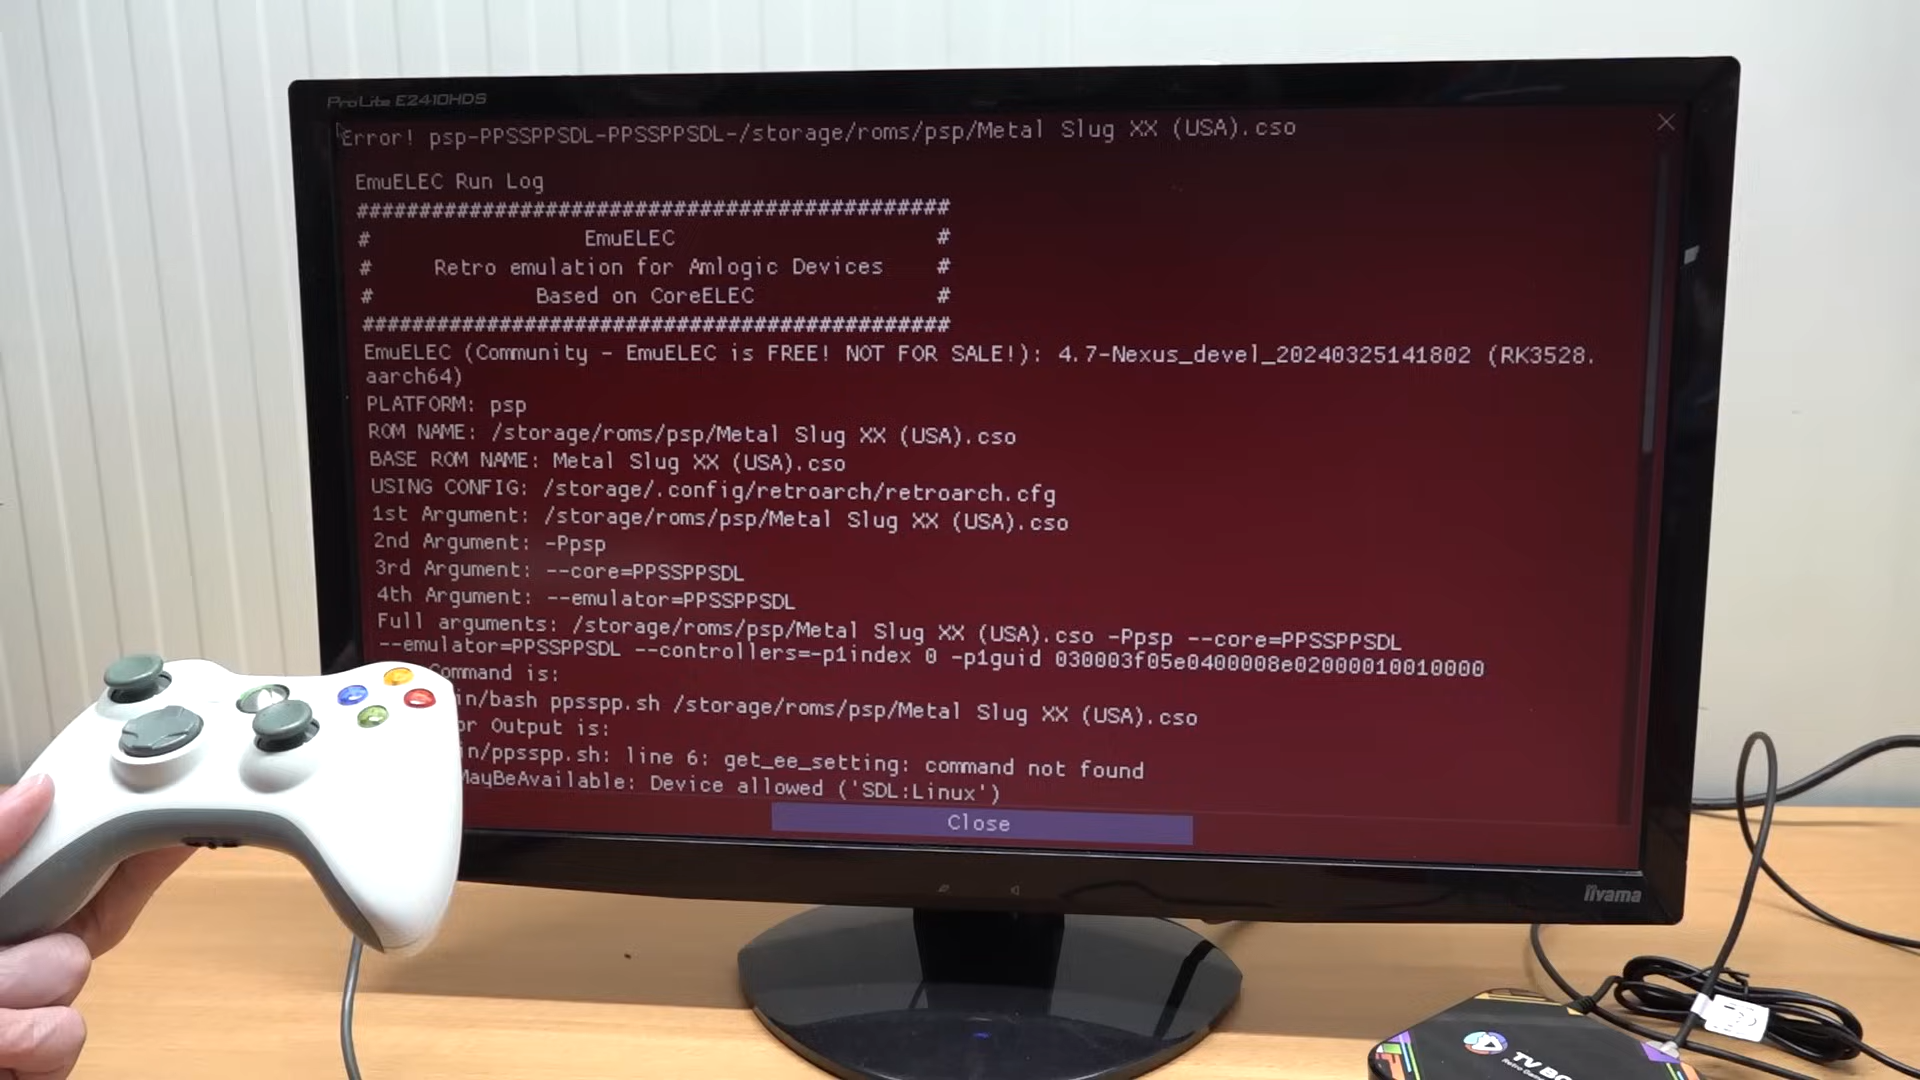 ProLite E2410HDS
Error! psp-PPSSPPSDL-PPSSPPSDL-/storage/roms/psp/Metal Slug XX (USA).cso
EmuELEC Run Log
##############################################
# EmuELEC #
# Retro emulation for Amlogic Devices #
# Based on CoreELEC #
##############################################
EmuELEC (Community - EmuELEC is FREE! NOT FOR SALE!): 4.7-Nexus_devel_20240325141802 (RK3528.
aarch64)
PLATFORM: psp
ROM NAME: /storage/roms/psp/Metal Slug XX (USA).cso
BASE ROM NAME: Metal Slug XX (USA).cso
USING CONFIG: /storage/.config/retroarch/retroarch.cfg
1st Argument: /storage/roms/psp/Metal Slug XX (USA).cso
2nd Argument: -Ppsp
3rd Argument: --core=PPSSPPSDL
4th Argument: --emulator=PPSSPPSDL
Full arguments: /storage/roms/psp/Metal Slug XX (USA).cso -Ppsp --core=PPSSPPSDL
--emulator=PPSSPPSDL --controllers=-p1index 0 -p1guid 030003f05e0400008e02000010010000
Command is:
in/bash ppsspp.sh /storage/roms/psp/Metal Slug XX (USA).cso
or Output is:
in/ppsspp.sh: line 6: get_ee_setting: command not found
MayBeAvailable: Device allowed ('SDL:Linux')
Close
iiyama
TV BO